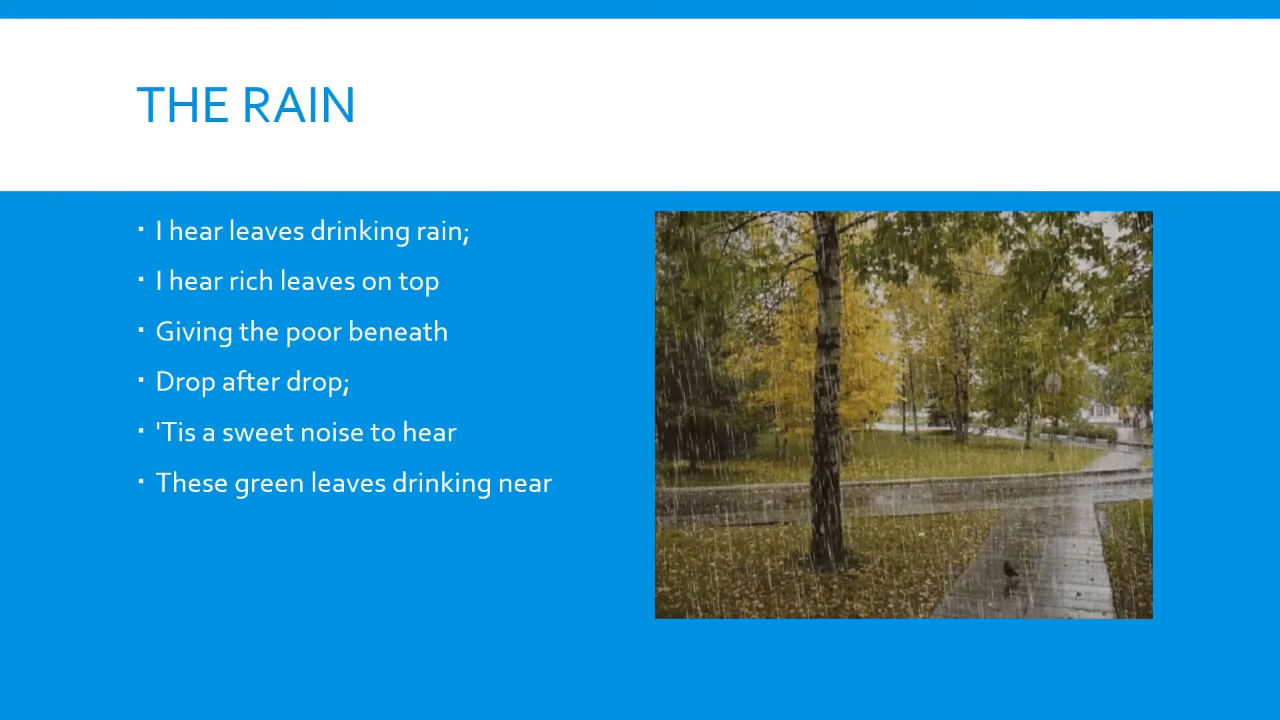 THE RAIN
▪ I hear leaves drinking rain;
▪ I hear rich leaves on top
▪ Giving the poor beneath
▪ Drop after drop;
▪ 'Tis a sweet noise to hear
▪ These green leaves drinking near